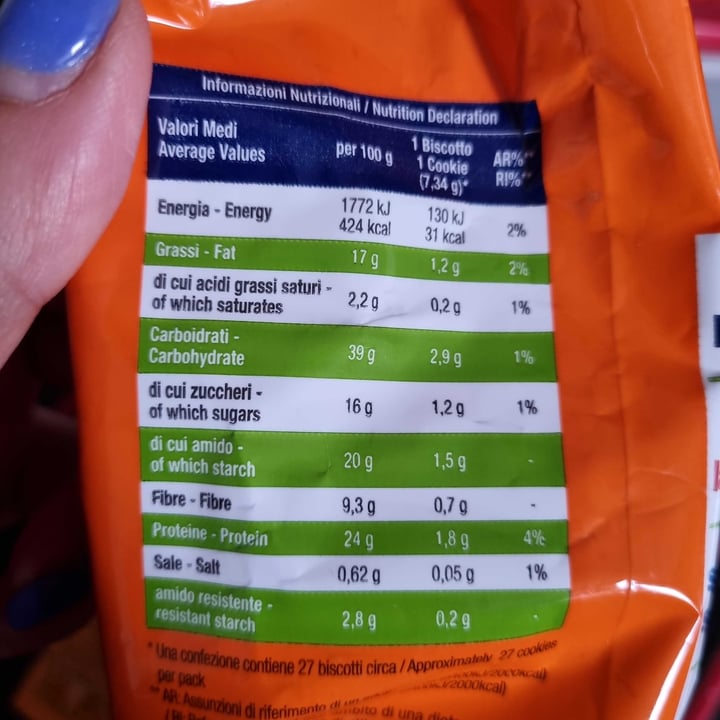 Informazioni Nutrizionali / Nutrition Declaration
Valori Medi
Average Values
per 100 g
1 Biscotto
1 Cookie
(7,34 g)*
AR%**
RI%**
Energia - Energy
1772 kJ
424 kcal
130 kJ
31 kcal
2%
Grassi - Fat 17 g 1,2 g 2%
di cui acidi grassi saturi -
of which saturates 2,2 g 0,2 g 1%
Carboidrati -
Carbohydrate 39 g 2,9 g 1%
di cui zuccheri -
of which sugars 16 g 1,2 g 1%
di cui amido -
of which starch 20 g 1,5 g -
Fibre - Fibre 9,3 g 0,7 g -
Proteine - Protein 24 g 1,8 g 4%
Sale - Salt 0,62 g 0,05 g 1%
amido resistente -
resistant starch 2,8 g 0,2 g -
* Una confezione contiene 27 biscotti circa / Approximately 27 cookies
per pack
** AR: Assunzioni di riferimento di un